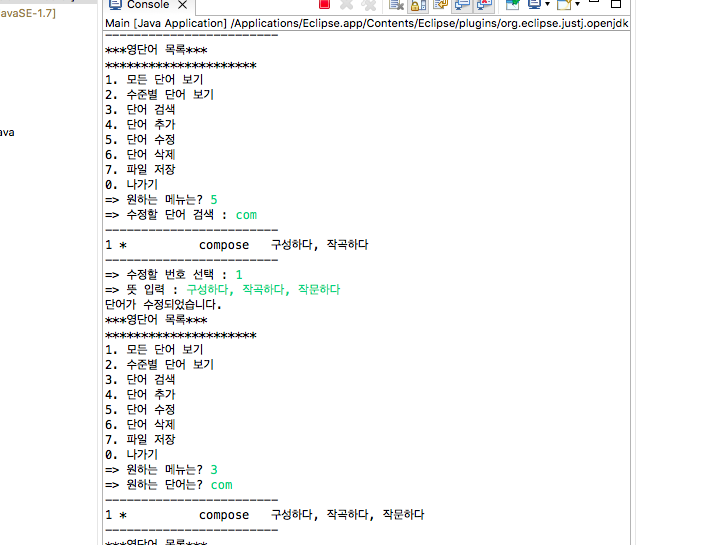 avaSE-1.7]
ava
Console
Main [Java Application] /Applications/Eclipse.app/Contents/Eclipse/plugins/org.eclipse.justj.openjdk
------------------------
***영단어 목록***
*********************
1. 모든 단어 보기
2. 수준별 단어 보기
3. 단어 검색
4. 단어 추가
5. 단어 수정
6. 단어 삭제
7. 파일 저장
0. 나가기
=> 원하는 메뉴는? 5
=> 수정할 단어 검색 : com
------------------------
1 * compose 구성하다, 작곡하다
------------------------
=> 수정할 번호 선택 : 1
=> 뜻 입력 : 구성하다, 작곡하다, 작문하다
단어가 수정되었습니다.
***영단어 목록***
*********************
1. 모든 단어 보기
2. 수준별 단어 보기
3. 단어 검색
4. 단어 추가
5. 단어 수정
6. 단어 삭제
7. 파일 저장
0. 나가기
=> 원하는 메뉴는? 3
=> 원하는 단어는? com
------------------------
1 * compose 구성하다, 작곡하다, 작문하다
------------------------
***영단어 목록***